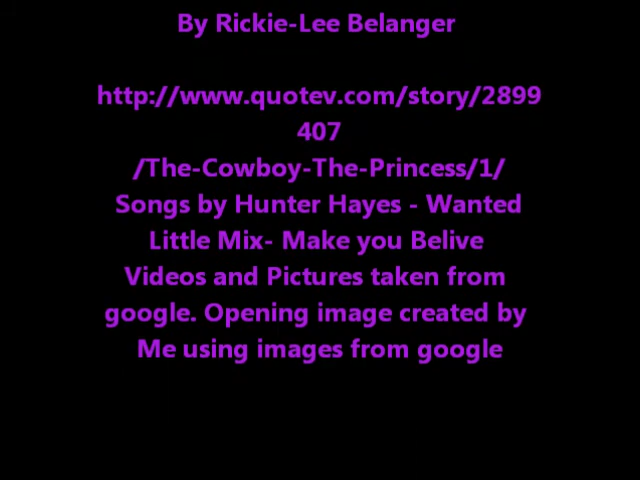 By Rickie-Lee Belanger
http://www.quotev.com/story/2899
407
/The-Cowboy-The-Princess/1/
Songs by Hunter Hayes - Wanted
Little Mix- Make you Belive
Videos and Pictures taken from
google. Opening image created by
Me using images from google